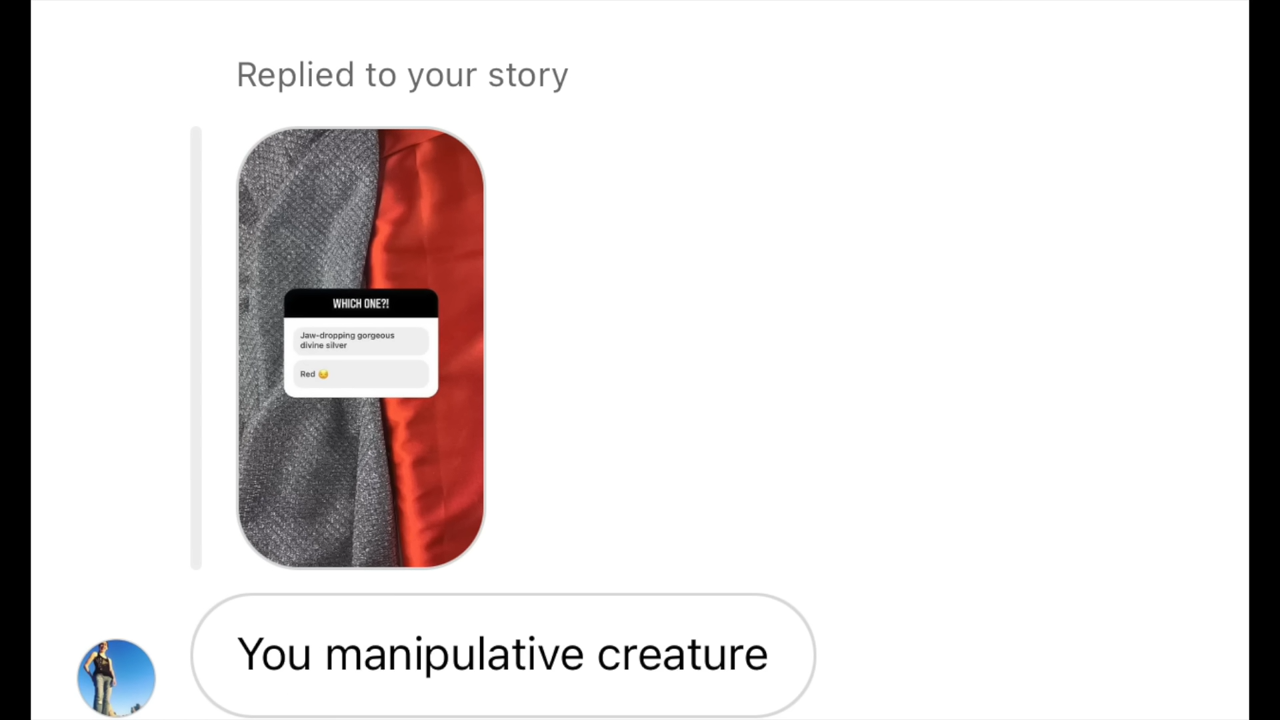 Replied to your story
WHICH ONE?!
Jaw-dropping gorgeous
divine silver
Red
You manipulative creature